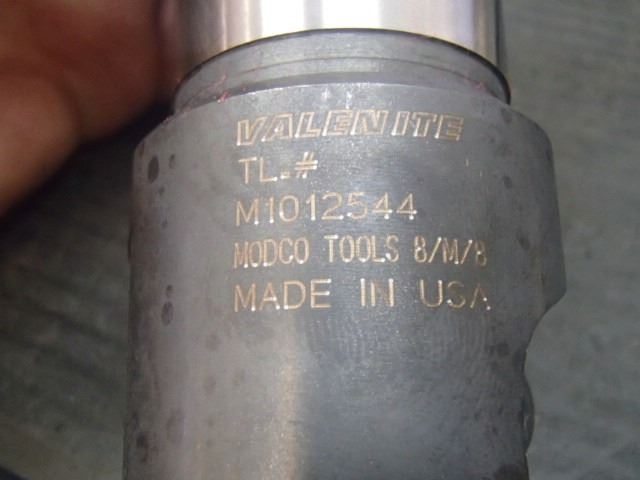 VALENITE
TL.#
M1012544
MODCO TOOLS 8/M/8
MADE IN USA